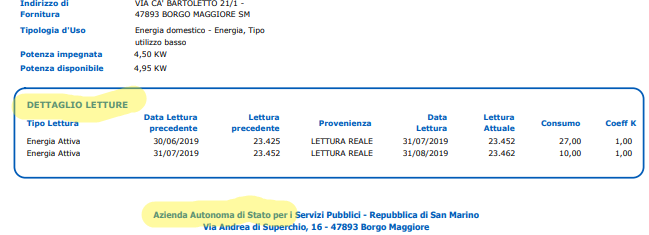 Indirizzo di
Fornitura
VIA CA' BARTOLETTO 21/1 -
47893 BORGO MAGGIORE SM
Tipologia d'Uso
Energia domestico - Energia, Tipo
utilizzo basso
Potenza impegnata 4,50 KW
Potenza disponibile 4,95 KW
DETTAGLIO LETTURE
Tipo Lettura Data Lettura precedente Lettura precedente Provenienza Data Lettura Lettura Attuale Consumo Coeff K
Energia Attiva 30/06/2019 23.425 LETTURA REALE 31/07/2019 23.452 27,00 1,00
Energia Attiva 31/07/2019 23.452 LETTURA REALE 31/08/2019 23.462 10,00 1,00
Azienda Autonoma di Stato per i Servizi Pubblici - Repubblica di San Marino
Via Andrea di Superchio, 16 - 47893 Borgo Maggiore